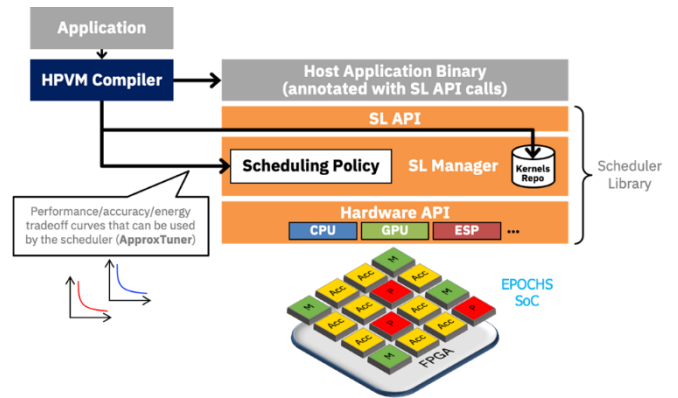 Application
HPVM Compiler
Host Application Binary
(annotated with SL API calls)
SL API
Scheduling Policy
SL Manager
Kernels
Repo
Scheduler
Library
Performance/accuracy/energy
tradeoff curves that can be used
by the scheduler (ApproxTuner)
Hardware API
CPU
GPU
ESP
...
EPOCHS
SoC
M
Acc
Acc
Acc
P
Acc
M
Acc
Acc
M
Acc
P
Acc
P
Acc
M
FPGA